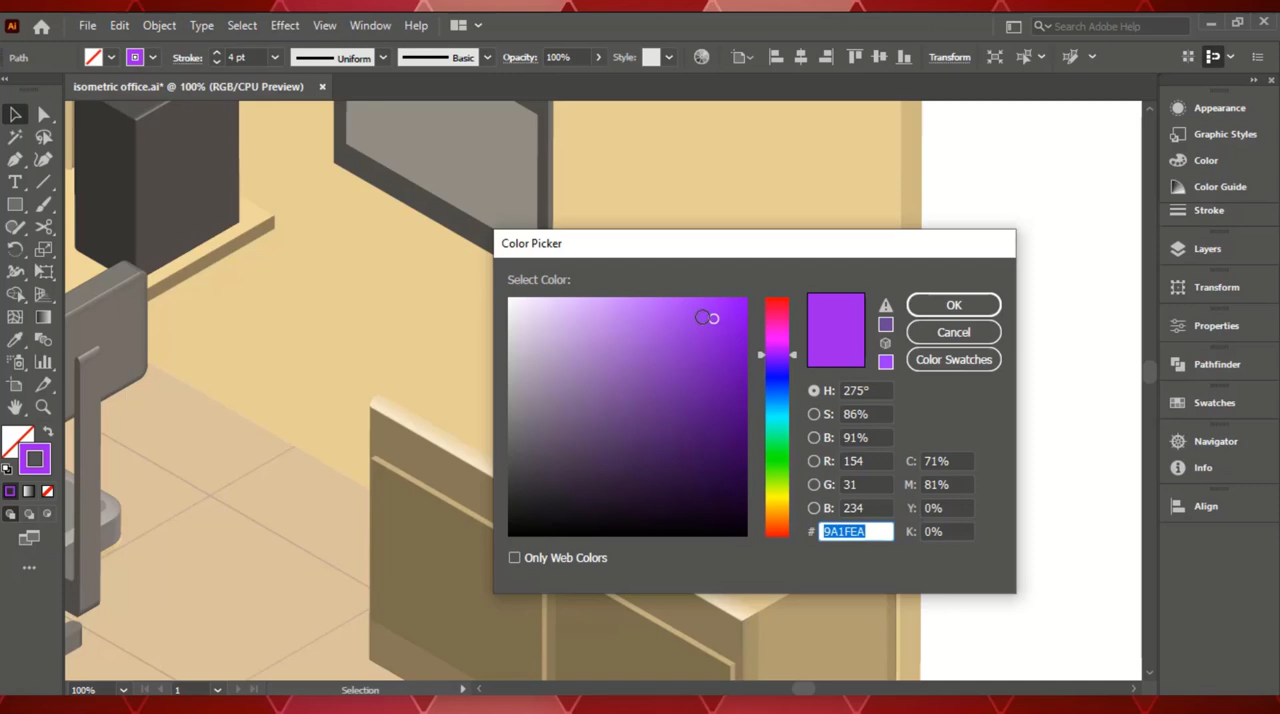 Ai File Edit Object Type Select Effect View Window Help Search Adobe Help
Path Stroke: 4 pt Uniform Basic Opacity: 100% Style: Transform
isometric office.ai* @ 100% (RGB/CPU Preview)
Appearance
Graphic Styles
Color
Color Guide
Stroke
Layers
Transform
Properties
Pathfinder
Swatches
Navigator
Info
Align
Color Picker
Select Color:
OK
Cancel
Color Swatches
H: 275°
S: 86%
B: 91%
R: 154 C: 71%
G: 31 M: 81%
B: 234 Y: 0%
# 9A1FEA K: 0%
Only Web Colors
100% 1 Selection